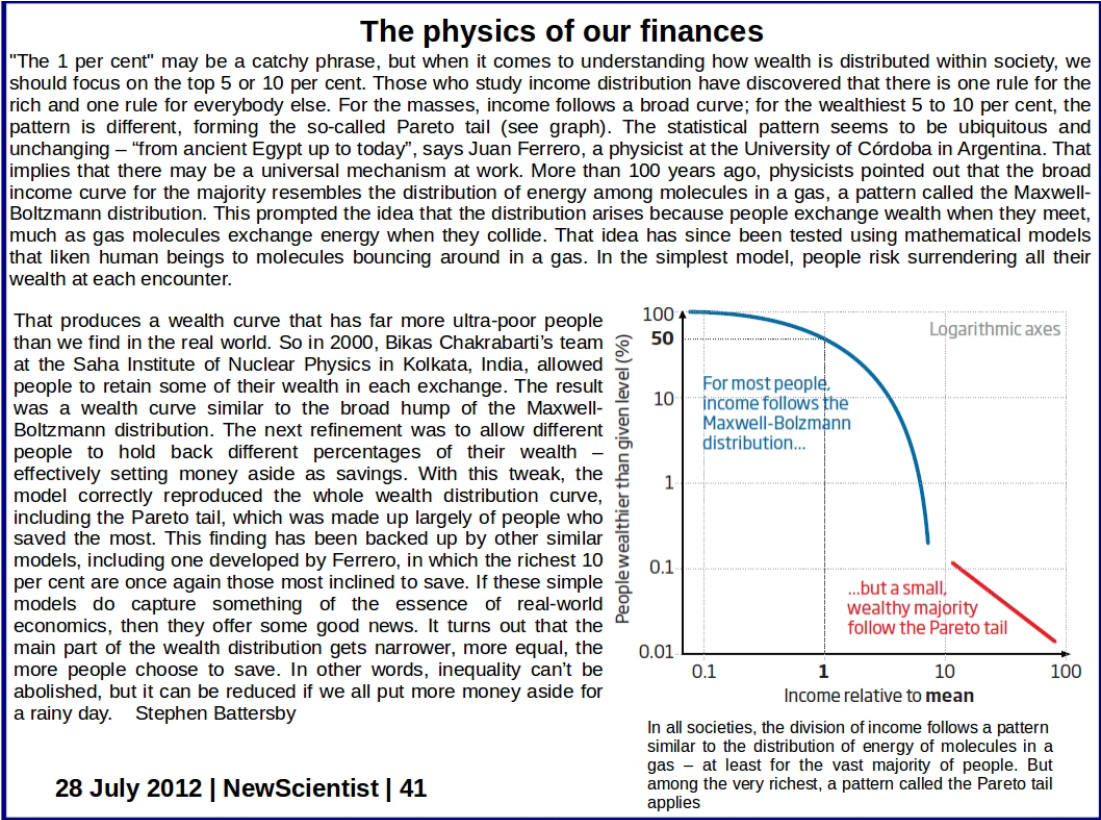 The physics of our finances
"The 1 per cent" may be a catchy phrase, but when it comes to understanding how wealth is distributed within society, we
should focus on the top 5 or 10 per cent. Those who study income distribution have discovered that there is one rule for the
rich and one rule for everybody else. For the masses, income follows a broad curve; for the wealthiest 5 to 10 per cent, the
pattern is different, forming the so-called Pareto tail (see graph). The statistical pattern seems to be ubiquitous and
unchanging – “from ancient Egypt up to today”, says Juan Ferrero, a physicist at the University of Córdoba in Argentina. That
implies that there may be a universal mechanism at work. More than 100 years ago, physicists pointed out that the broad
income curve for the majority resembles the distribution of energy among molecules in a gas, a pattern called the Maxwell-
Boltzmann distribution. This prompted the idea that the distribution arises because people exchange wealth when they meet,
much as gas molecules exchange energy when they collide. That idea has since been tested using mathematical models
that liken human beings to molecules bouncing around in a gas. In the simplest model, people risk surrendering all their
wealth at each encounter.
That produces a wealth curve that has far more ultra-poor people
than we find in the real world. So in 2000, Bikas Chakrabarti’s team
at the Saha Institute of Nuclear Physics in Kolkata, India, allowed
people to retain some of their wealth in each exchange. The result
was a wealth curve similar to the broad hump of the Maxwell-
Boltzmann distribution. The next refinement was to allow different
people to hold back different percentages of their wealth –
effectively setting money aside as savings. With this tweak, the
model correctly reproduced the whole wealth distribution curve,
including the Pareto tail, which was made up largely of people who
saved the most. This finding has been backed up by other similar
models, including one developed by Ferrero, in which the richest 10
per cent are once again those most inclined to save. If these simple
models do capture something of the essence of real-world
economics, then they offer some good news. It turns out that the
main part of the wealth distribution gets narrower, more equal, the
more people choose to save. In other words, inequality can’t be
abolished, but it can be reduced if we all put more money aside for
a rainy day. Stephen Battersby
28 July 2012 | NewScientist | 41
People wealthier than given level (%)
100
50
10
1
0.1
0.01
Logarithmic axes
For most people,
income follows the
Maxwell-Bolzmann
distribution...
...but a small,
wealthy majority
follow the Pareto tail
0.1
1
10
100
Income relative to mean
In all societies, the division of income follows a pattern
similar to the distribution of energy of molecules in a
gas – at least for the vast majority of people. But
among the very richest, a pattern called the Pareto tail
applies